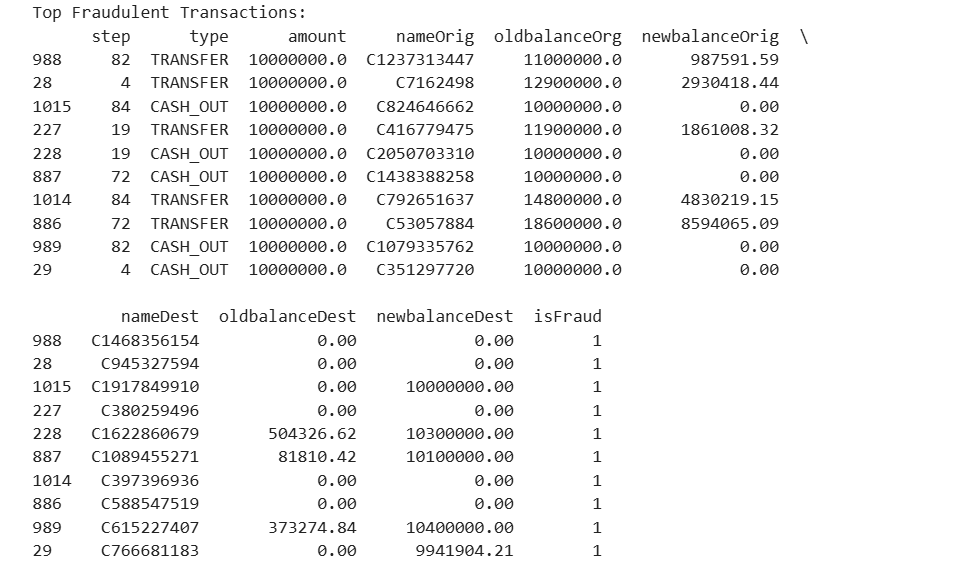 Top Fraudulent Transactions:
step type amount nameOrig oldbalanceOrg newbalanceOrig \
988 82 TRANSFER 10000000.0 C1237313447 11000000.0 987591.59
28 4 TRANSFER 10000000.0 C7162498 12900000.0 2930418.44
1015 84 CASH_OUT 10000000.0 C824646662 10000000.0 0.00
227 19 TRANSFER 10000000.0 C416779475 11900000.0 1861008.32
228 19 CASH_OUT 10000000.0 C2050703310 10000000.0 0.00
887 72 CASH_OUT 10000000.0 C1438388258 10000000.0 0.00
1014 84 TRANSFER 10000000.0 C792651637 14800000.0 4830219.15
886 72 TRANSFER 10000000.0 C53057884 18600000.0 8594065.09
989 82 CASH_OUT 10000000.0 C1079335762 10000000.0 0.00
29 4 CASH_OUT 10000000.0 C351297720 10000000.0 0.00
nameDest oldbalanceDest newbalanceDest isFraud
988 C1468356154 0.00 0.00 1
28 C945327594 0.00 0.00 1
1015 C1917849910 0.00 10000000.00 1
227 C380259496 0.00 0.00 1
228 C1622860679 504326.62 10300000.00 1
887 C1089455271 81810.42 10100000.00 1
1014 C397396936 0.00 0.00 1
886 C588547519 0.00 0.00 1
989 C615227407 373274.84 10400000.00 1
29 C766681183 0.00 9941904.21 1